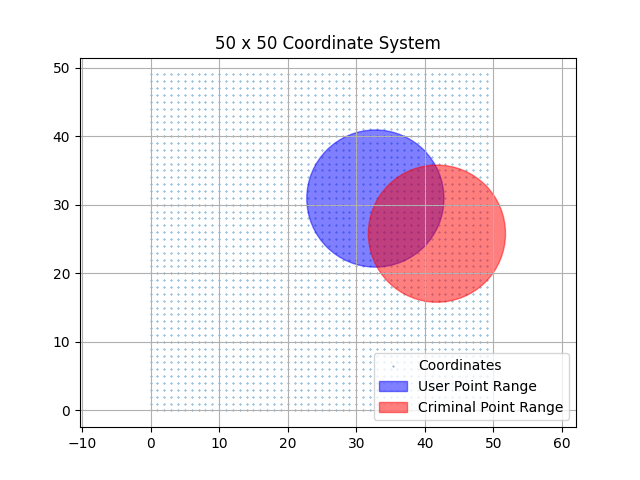 50 x 50 Coordinate System
50
40
30
20
10
0
Coordinates
User Point Range
Criminal Point Range
−10 0 10 20 30 40 50 60